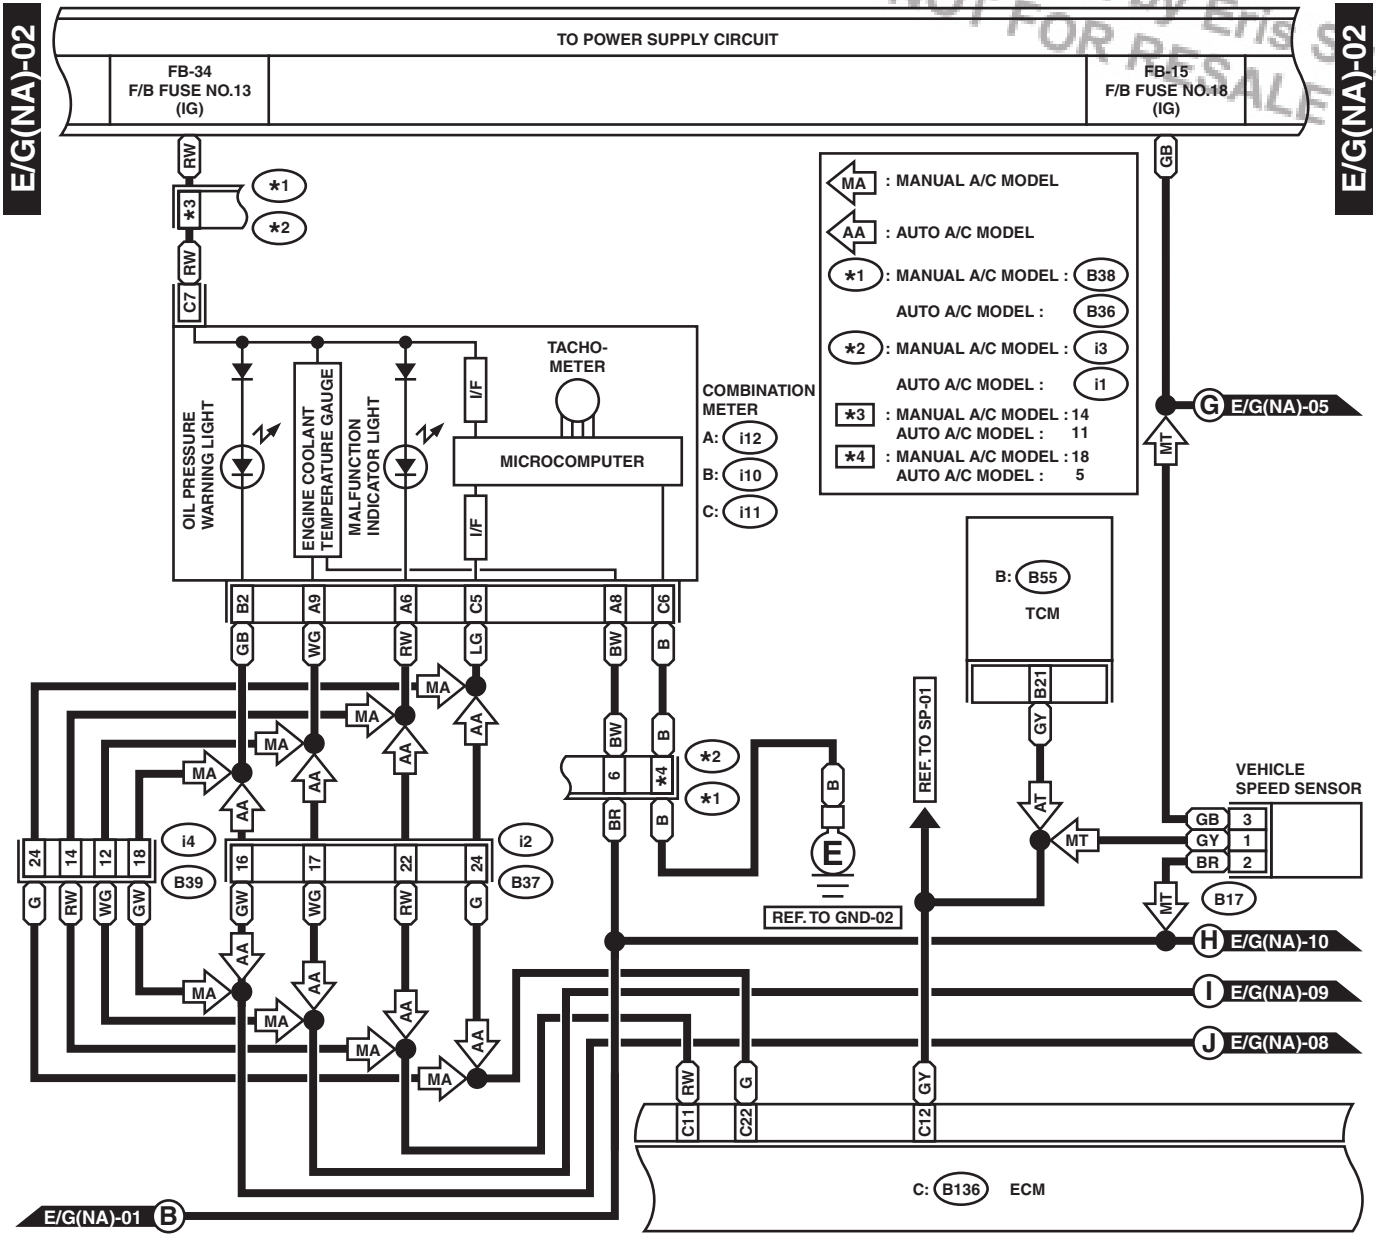 by Eris S
NOT FOR RESALE
E/G(NA)-02
E/G(NA)-02
TO POWER SUPPLY CIRCUIT
FB-34
F/B FUSE NO.13
(IG)
FB-15
F/B FUSE NO.18
(IG)
RW
GB
*3
*1
*2
RW
C7
MA : MANUAL A/C MODEL
AA : AUTO A/C MODEL
*1 : MANUAL A/C MODEL : B38
AUTO A/C MODEL : B36
*2 : MANUAL A/C MODEL : i3
AUTO A/C MODEL : i1
*3 : MANUAL A/C MODEL : 14
AUTO A/C MODEL : 11
*4 : MANUAL A/C MODEL : 18
AUTO A/C MODEL : 5
G E/G(NA)-05
MT
OIL PRESSURE
WARNING LIGHT
ENGINE COOLANT
TEMPERATURE GAUGE
MALFUNCTION
INDICATOR LIGHT
I/F
TACHO-
METER
MICROCOMPUTER
I/F
COMBINATION
METER
A: i12
B: i10
C: i11
B: B55
TCM
B21
GY
AT
B2 A9 A6 C5 A8 C6
GB WG RW LG BW B
MA AA
MA AA
MA AA
MA AA
BW B
6 *4
*2
*1
BR B
B
E
REF. TO GND-02
REF. TO SP-01
VEHICLE
SPEED SENSOR
GB 3
MT GY 1
BR 2
MT
B17
24 14 12 18
i4
B39
16 17 22 24
i2
B37
G RW WG GW
GW WG RW G
AA AA AA AA
MA
MA
MA
MA
H E/G(NA)-10
I E/G(NA)-09
J E/G(NA)-08
RW G GY
C11 C22 C12
C: B136 ECM
E/G(NA)-01 B